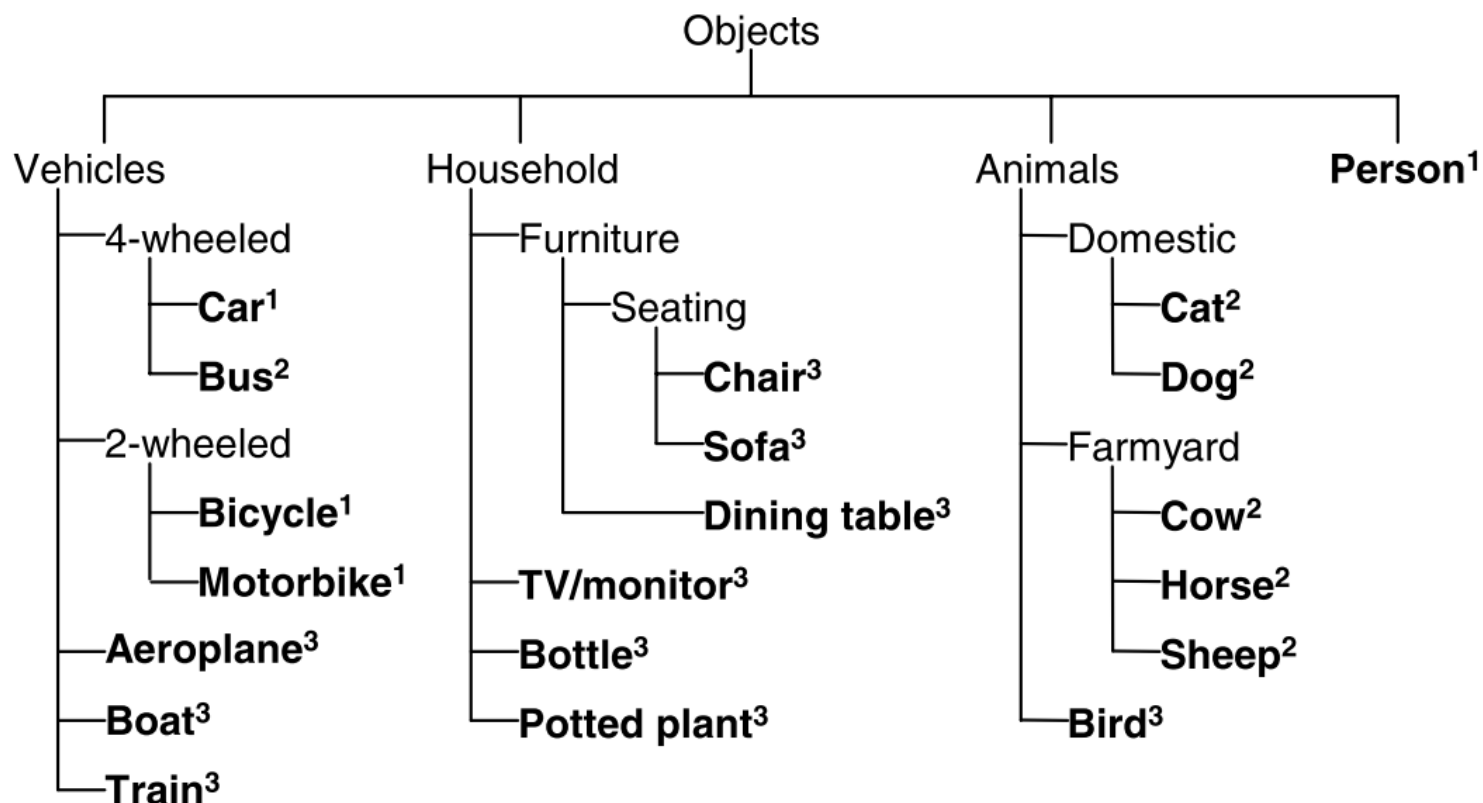 Objects
Vehicles
4-wheeled
Car¹
Bus²
2-wheeled
Bicycle¹
Motorbike¹
Aeroplane³
Boat³
Train³
Household
Furniture
Seating
Chair³
Sofa³
Dining table³
TV/monitor³
Bottle³
Potted plant³
Animals
Domestic
Cat²
Dog²
Farmyard
Cow²
Horse²
Sheep²
Bird³
Person¹